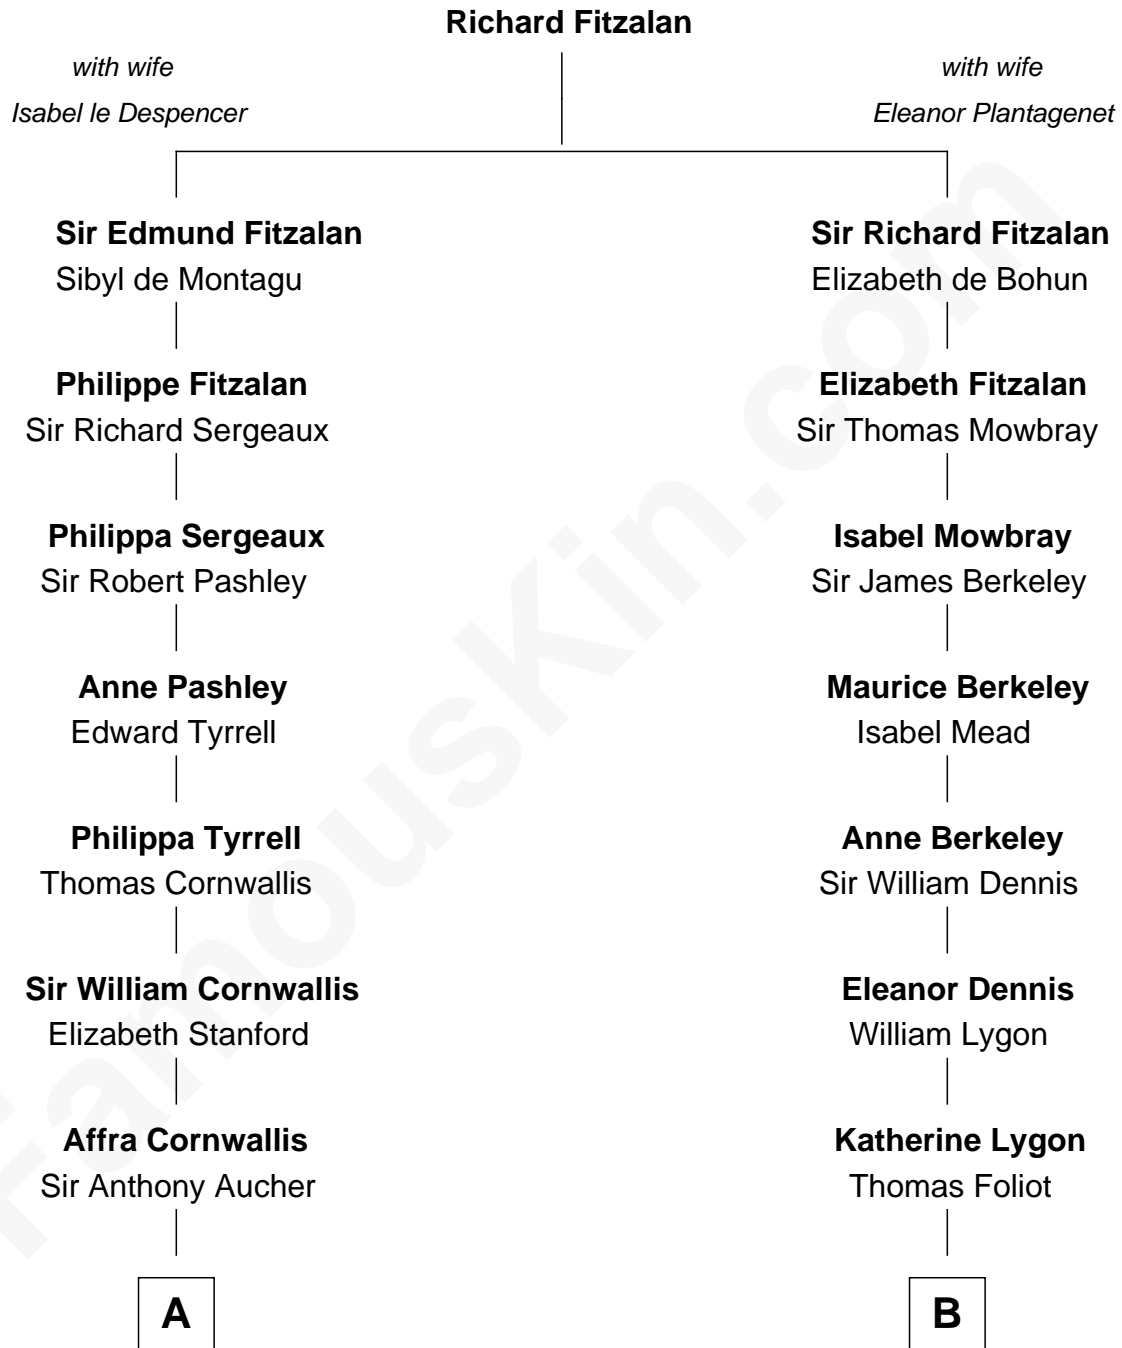 Richard Fitzalan
with wife
Isabel le Despencer
with wife
Eleanor Plantagenet
Sir Edmund Fitzalan
Sibyl de Montagu
Sir Richard Fitzalan
Elizabeth de Bohun
Philippe Fitzalan
Sir Richard Sergeaux
Elizabeth Fitzalan
Sir Thomas Mowbray
Philippa Sergeaux
Sir Robert Pashley
Isabel Mowbray
Sir James Berkeley
Anne Pashley
Edward Tyrrell
Maurice Berkeley
Isabel Mead
Philippa Tyrrell
Thomas Cornwallis
Anne Berkeley
Sir William Dennis
Sir William Cornwallis
Elizabeth Stanford
Eleanor Dennis
William Lygon
Affra Cornwallis
Sir Anthony Aucher
Katherine Lygon
Thomas Foliot
A
B
FamousKin.com